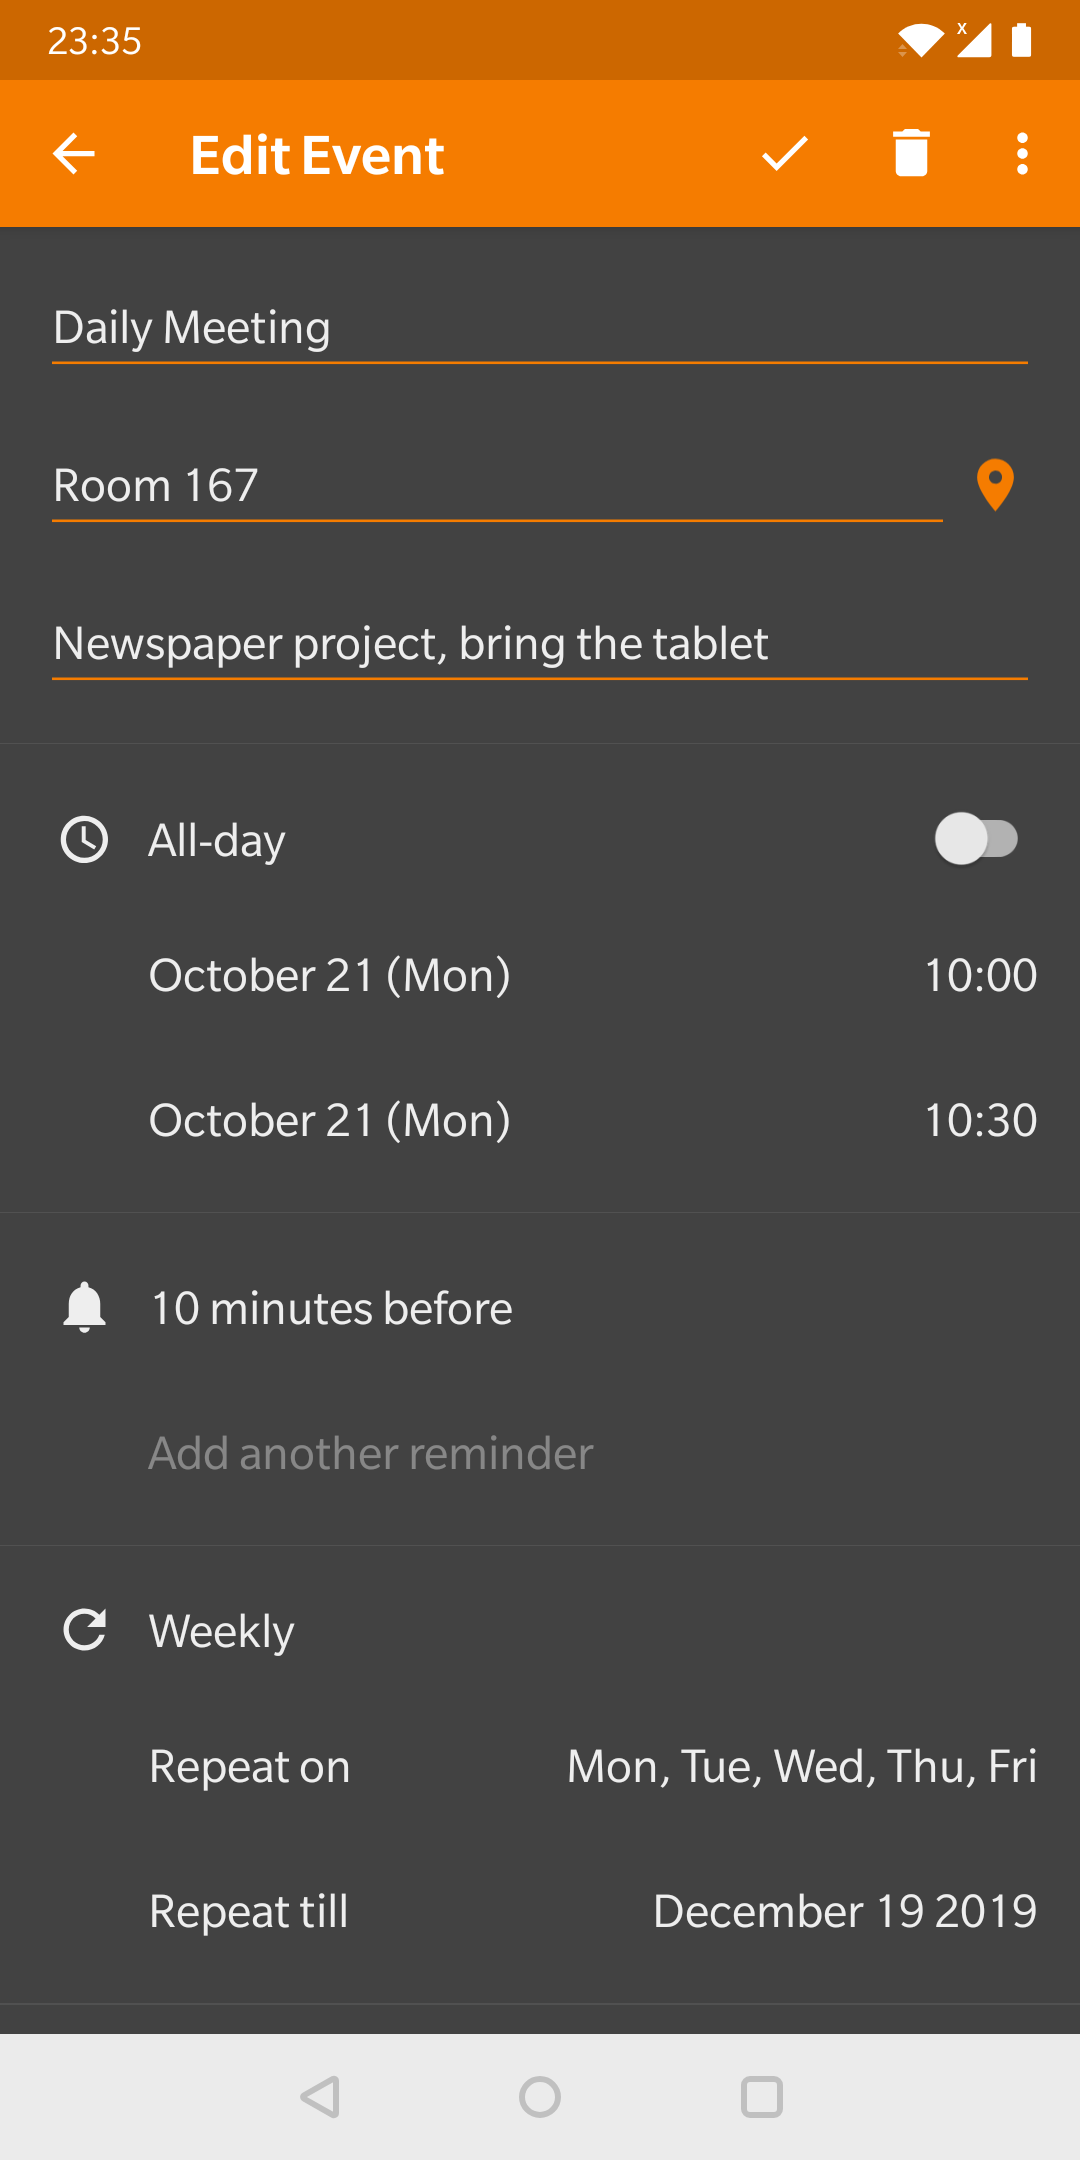 23:35
Edit Event
Daily Meeting
Room 167
Newspaper project, bring the tablet
All-day
October 21 (Mon) 10:00
October 21 (Mon) 10:30
10 minutes before
Add another reminder
Weekly
Repeat on Mon, Tue, Wed, Thu, Fri
Repeat till December 19 2019